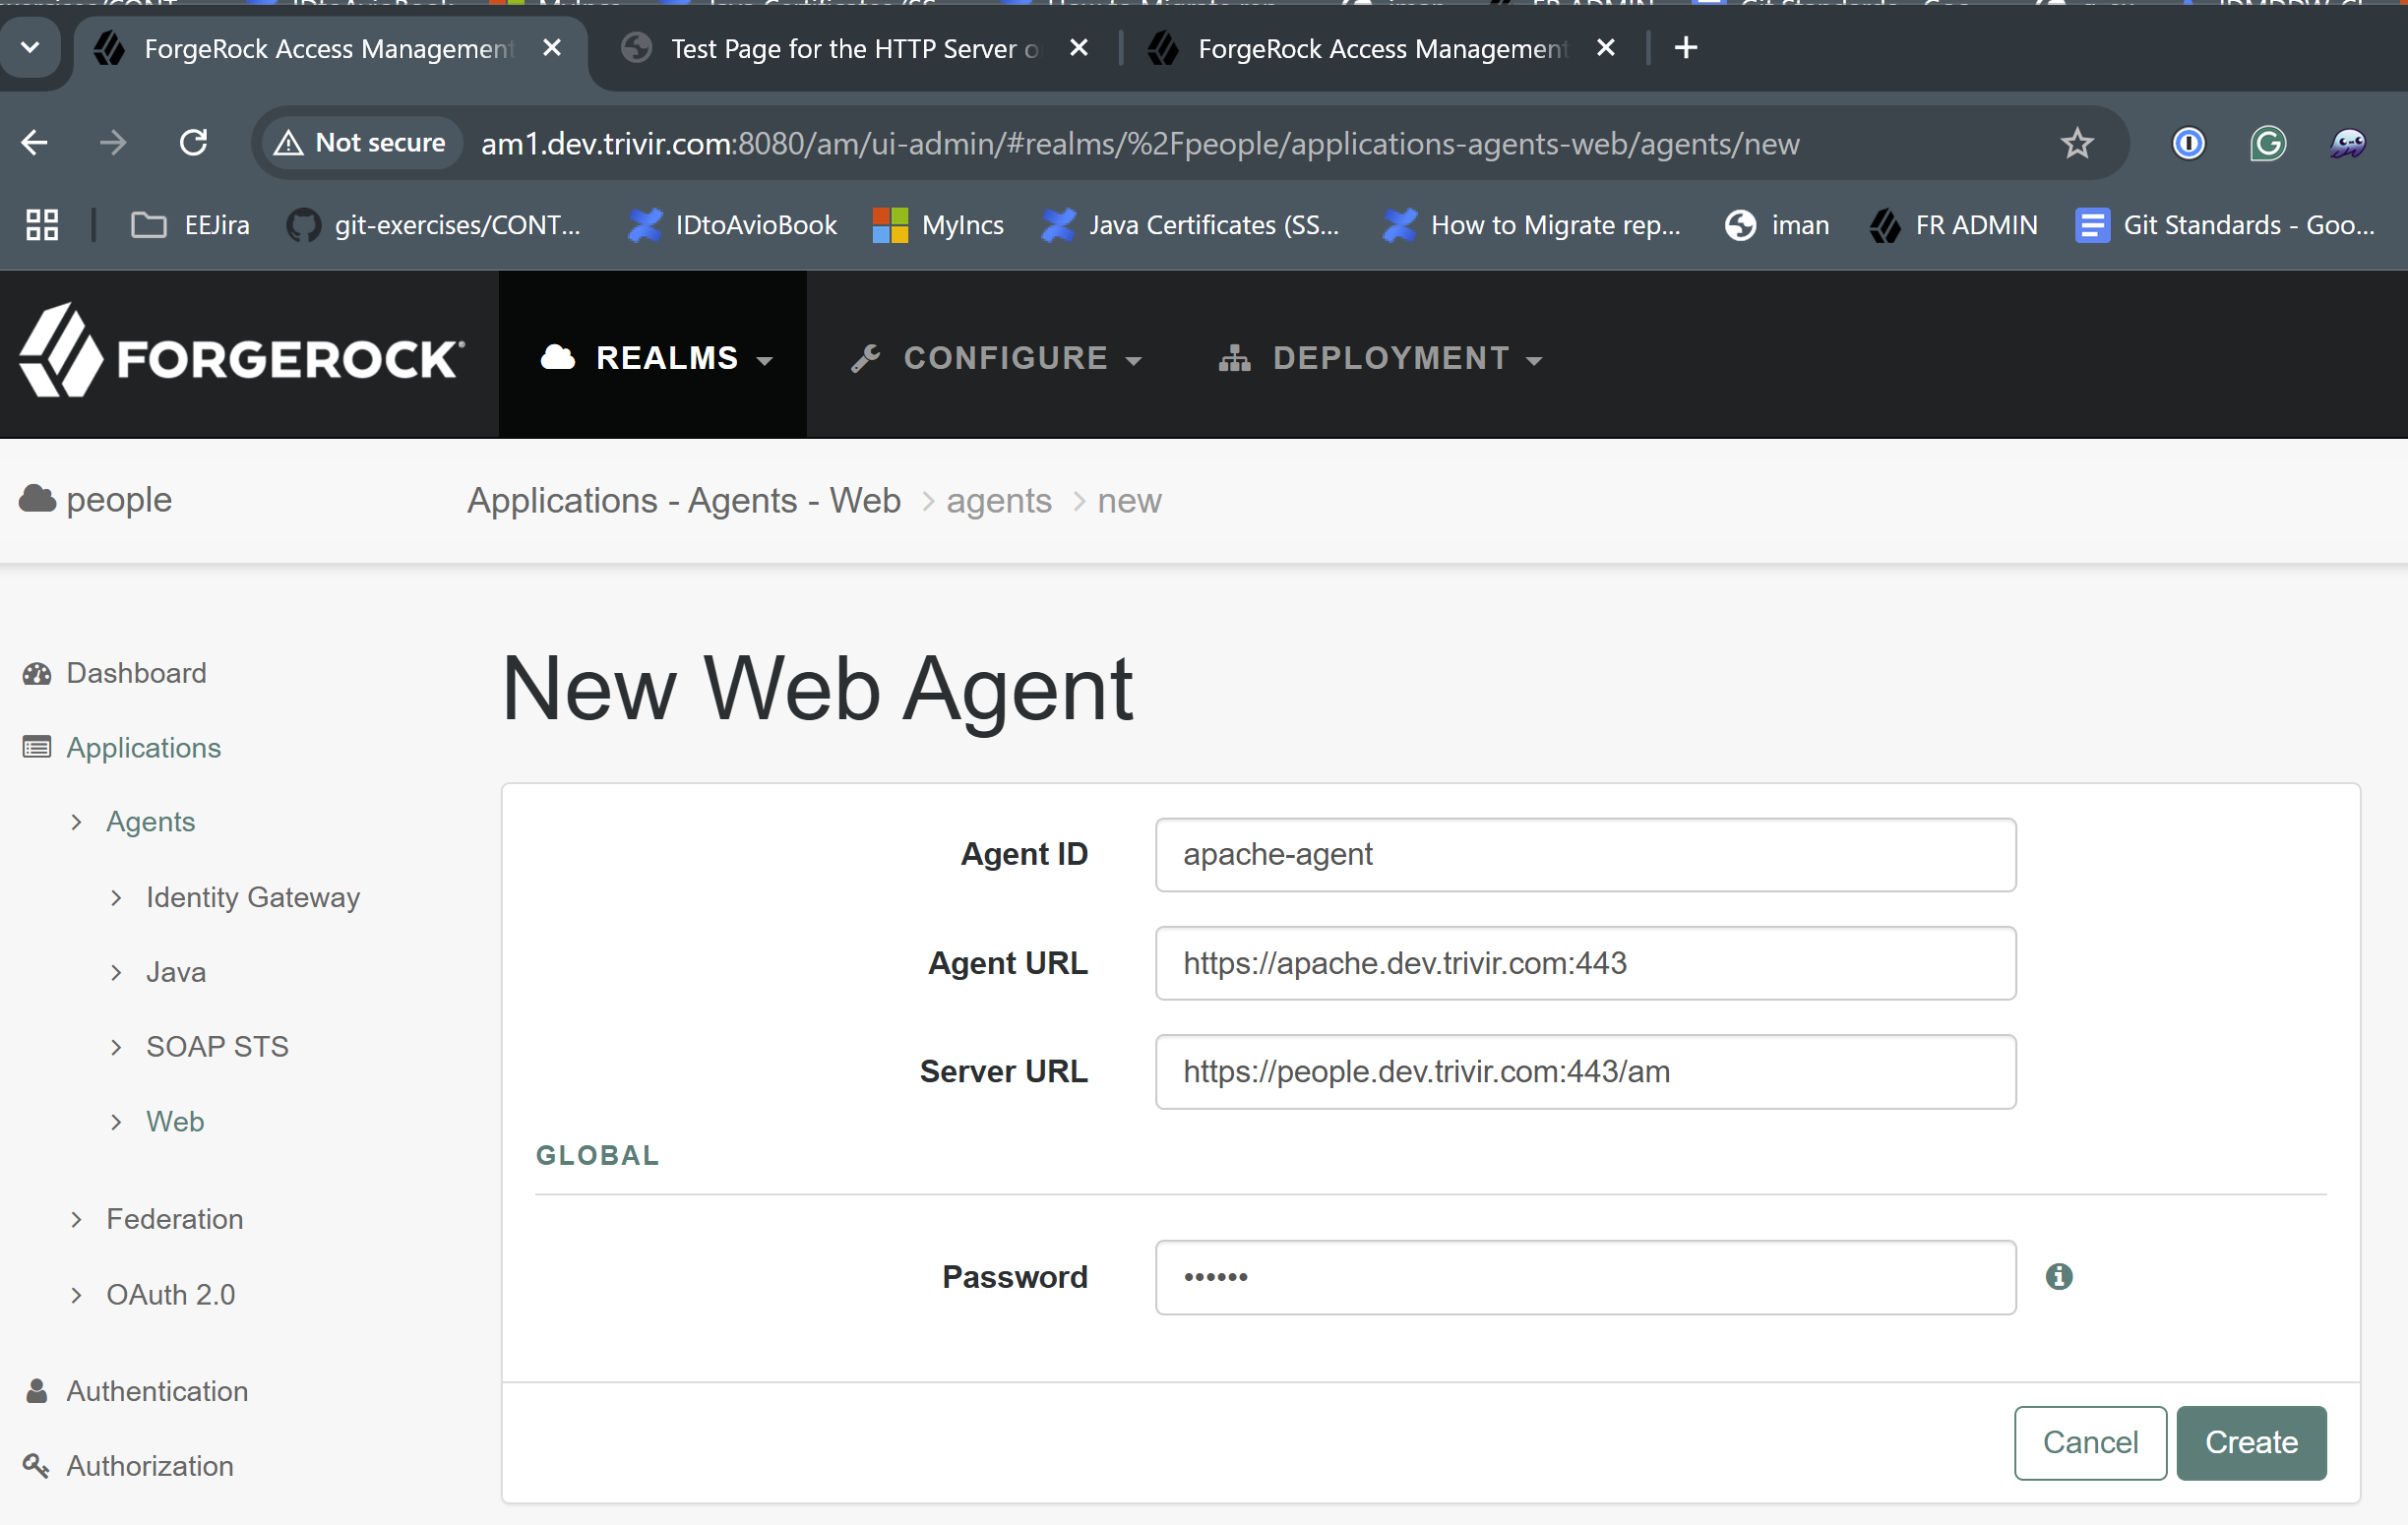 ForgeRock Access Management
Test Page for the HTTP Server o
ForgeRock Access Management
Not secure
am1.dev.trivir.com:8080/am/ui-admin/#realms/%2Fpeople/applications-agents-web/agents/new
EEJira
git-exercises/CONT...
IDtoAvioBook
MyIncs
Java Certificates (SS...
How to Migrate rep...
iman
FR ADMIN
Git Standards - Goo...
FORGEROCK
REALMS
CONFIGURE
DEPLOYMENT
people
Applications - Agents - Web > agents > new
Dashboard
Applications
Agents
Identity Gateway
Java
SOAP STS
Web
Federation
OAuth 2.0
Authentication
Authorization
New Web Agent
Agent ID
apache-agent
Agent URL
https://apache.dev.trivir.com:443
Server URL
https://people.dev.trivir.com:443/am
GLOBAL
Password
••••••
Cancel
Create